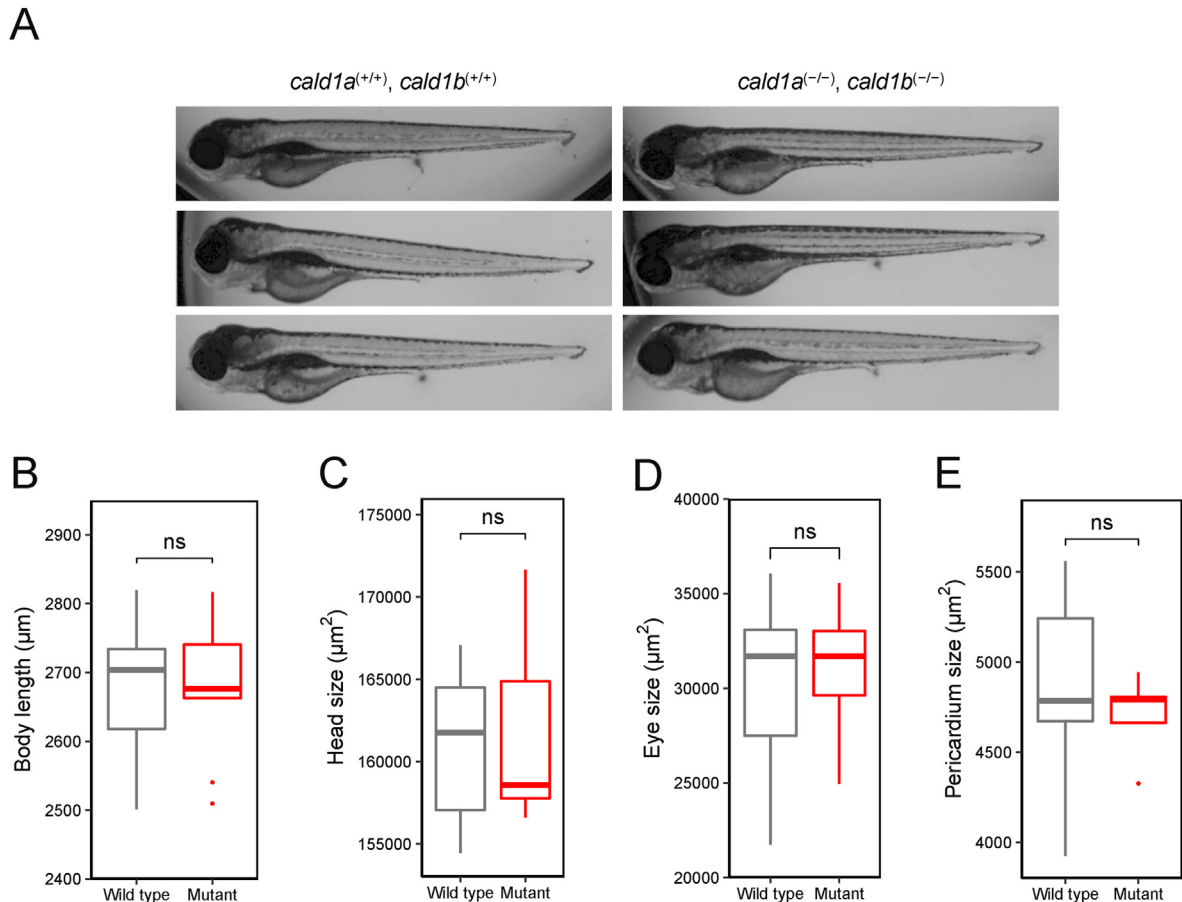 A
cald1a(+/+), cald1b(+/+)
cald1a(−/−), cald1b(−/−)
B
Body length (µm)
2900
2800
2700
2600
2500
2400
ns
Wild type
Mutant
C
Head size (µm2)
175000
170000
165000
160000
155000
ns
Wild type
Mutant
D
Eye size (µm2)
40000
35000
30000
25000
20000
ns
Wild type
Mutant
E
Pericardium size (µm2)
5500
5000
4500
4000
ns
Wild type
Mutant